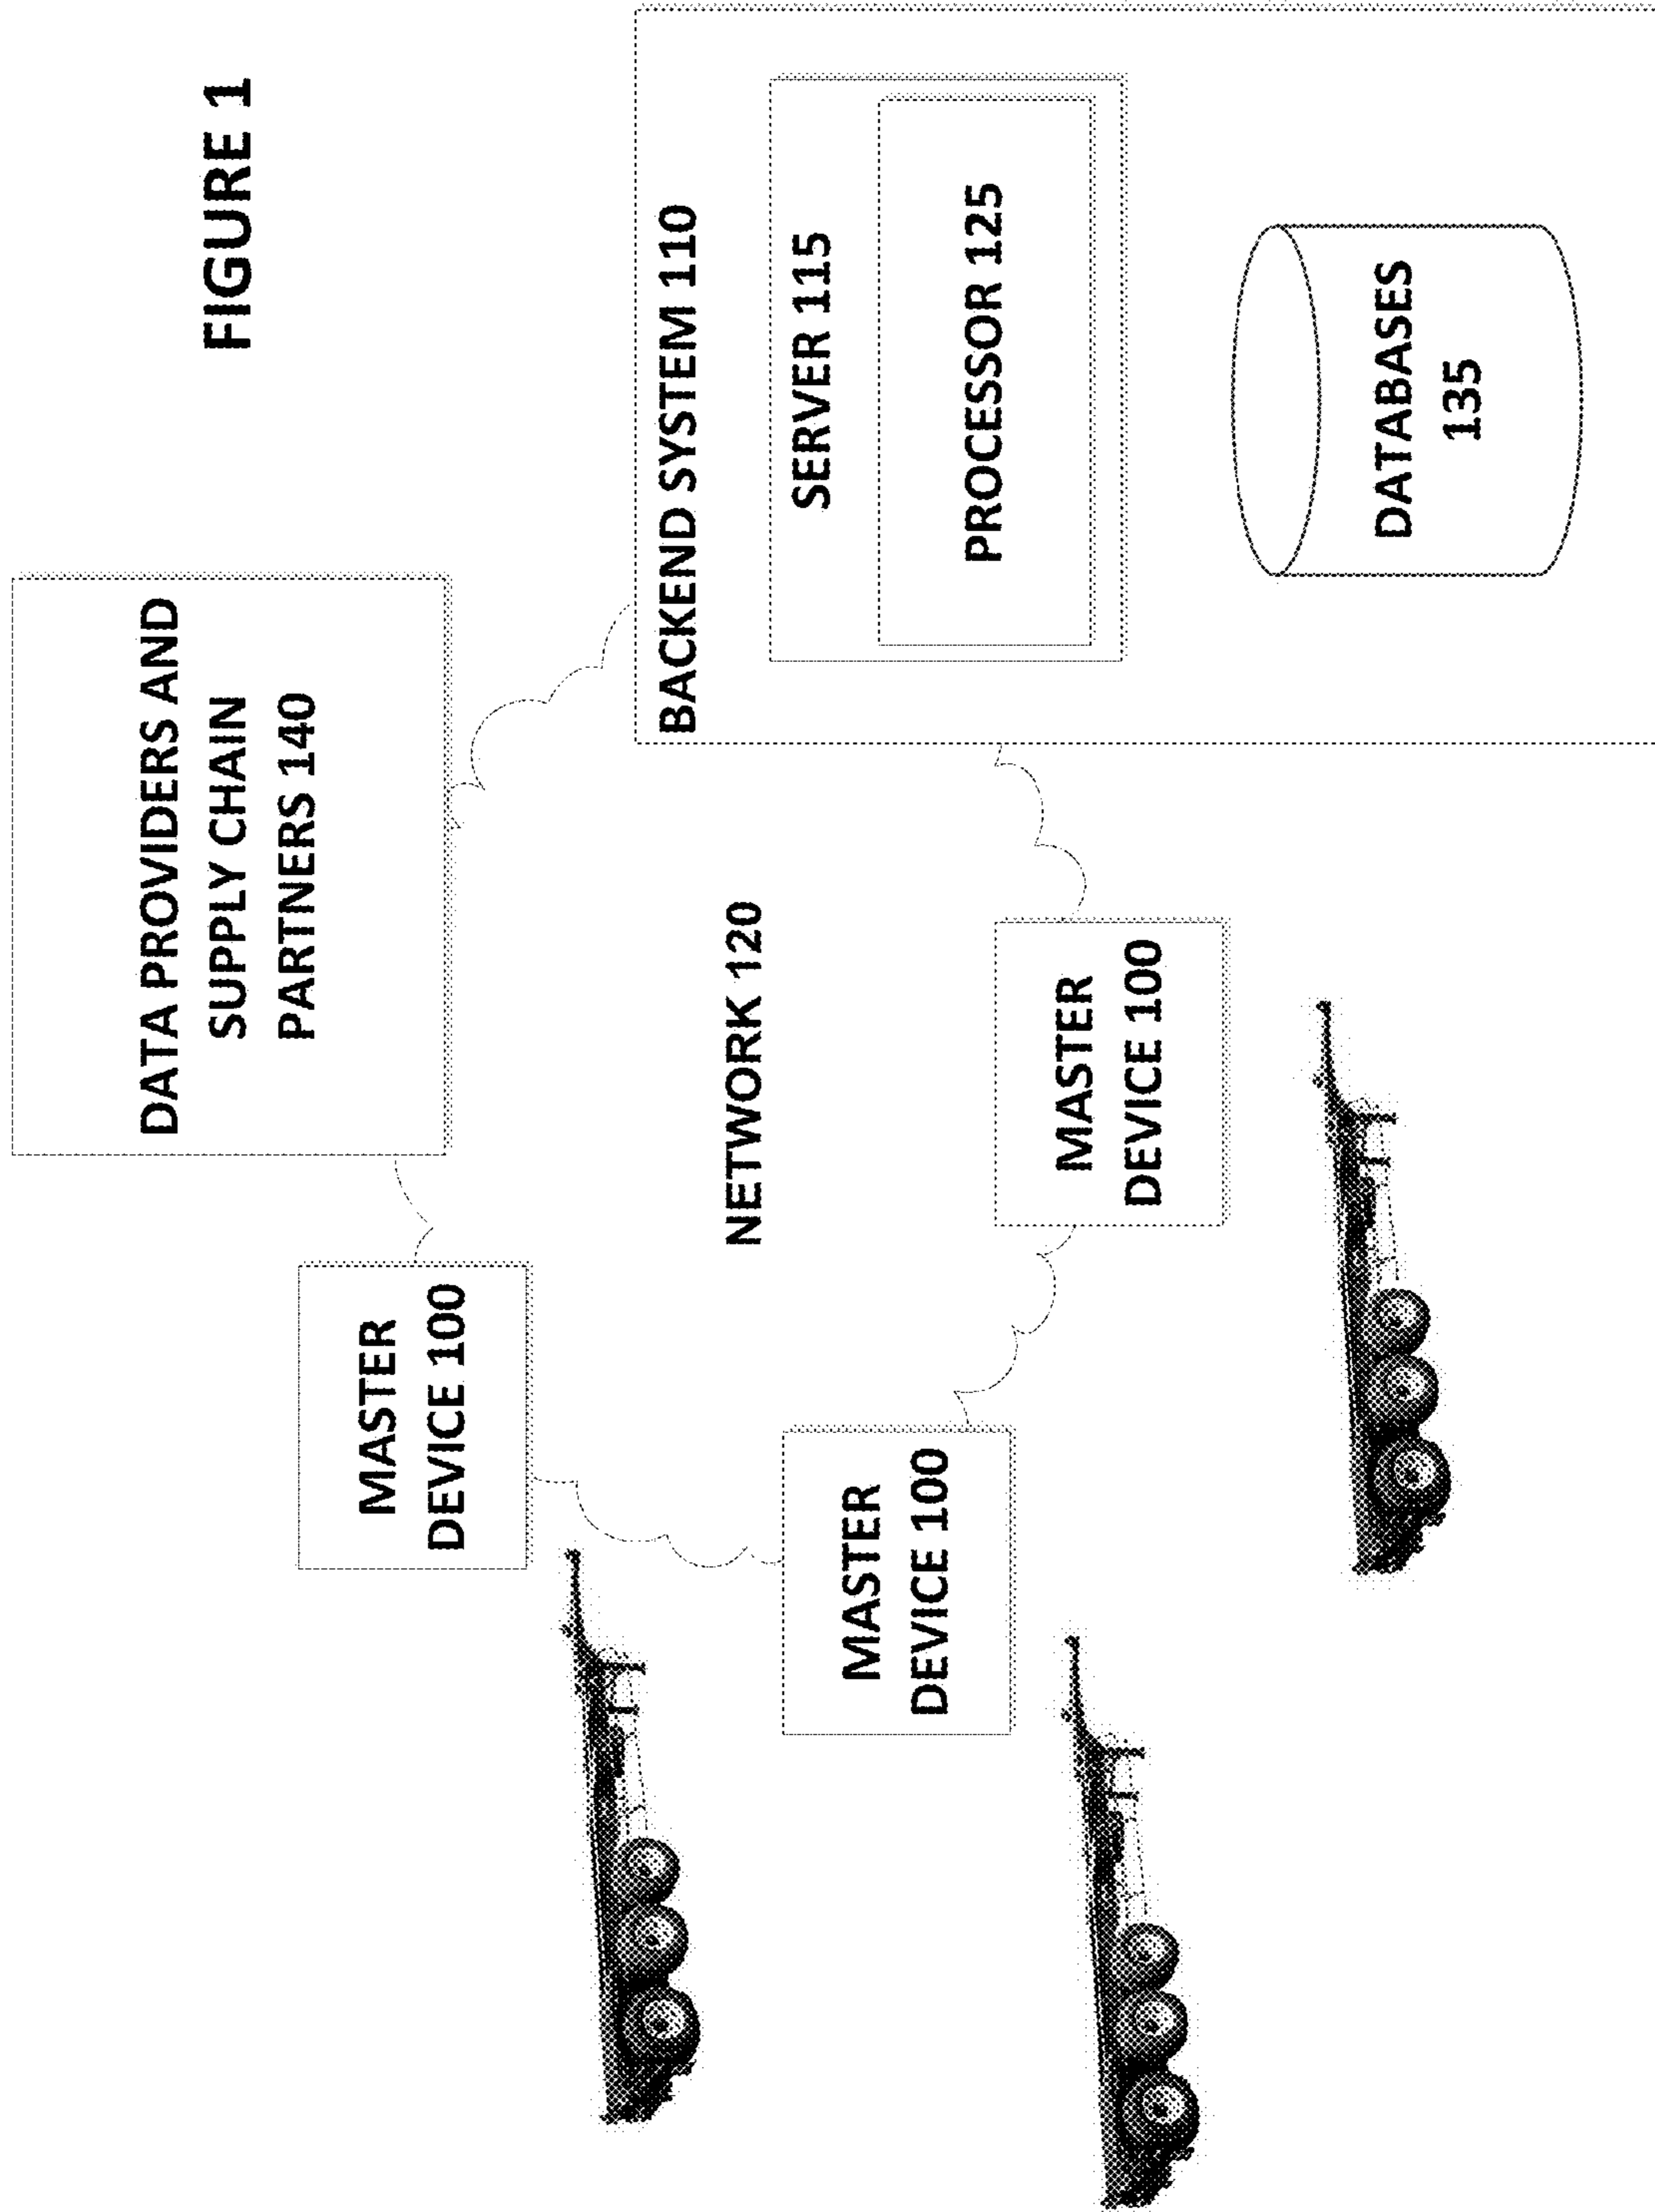 FIGURE 1
DATA PROVIDERS AND
SUPPLY CHAIN
PARTNERS 140
MASTER
DEVICE 100
NETWORK 120
BACKEND SYSTEM 110
SERVER 115
PROCESSOR 125
DATABASES
135
MASTER
DEVICE 100
MASTER
DEVICE 100